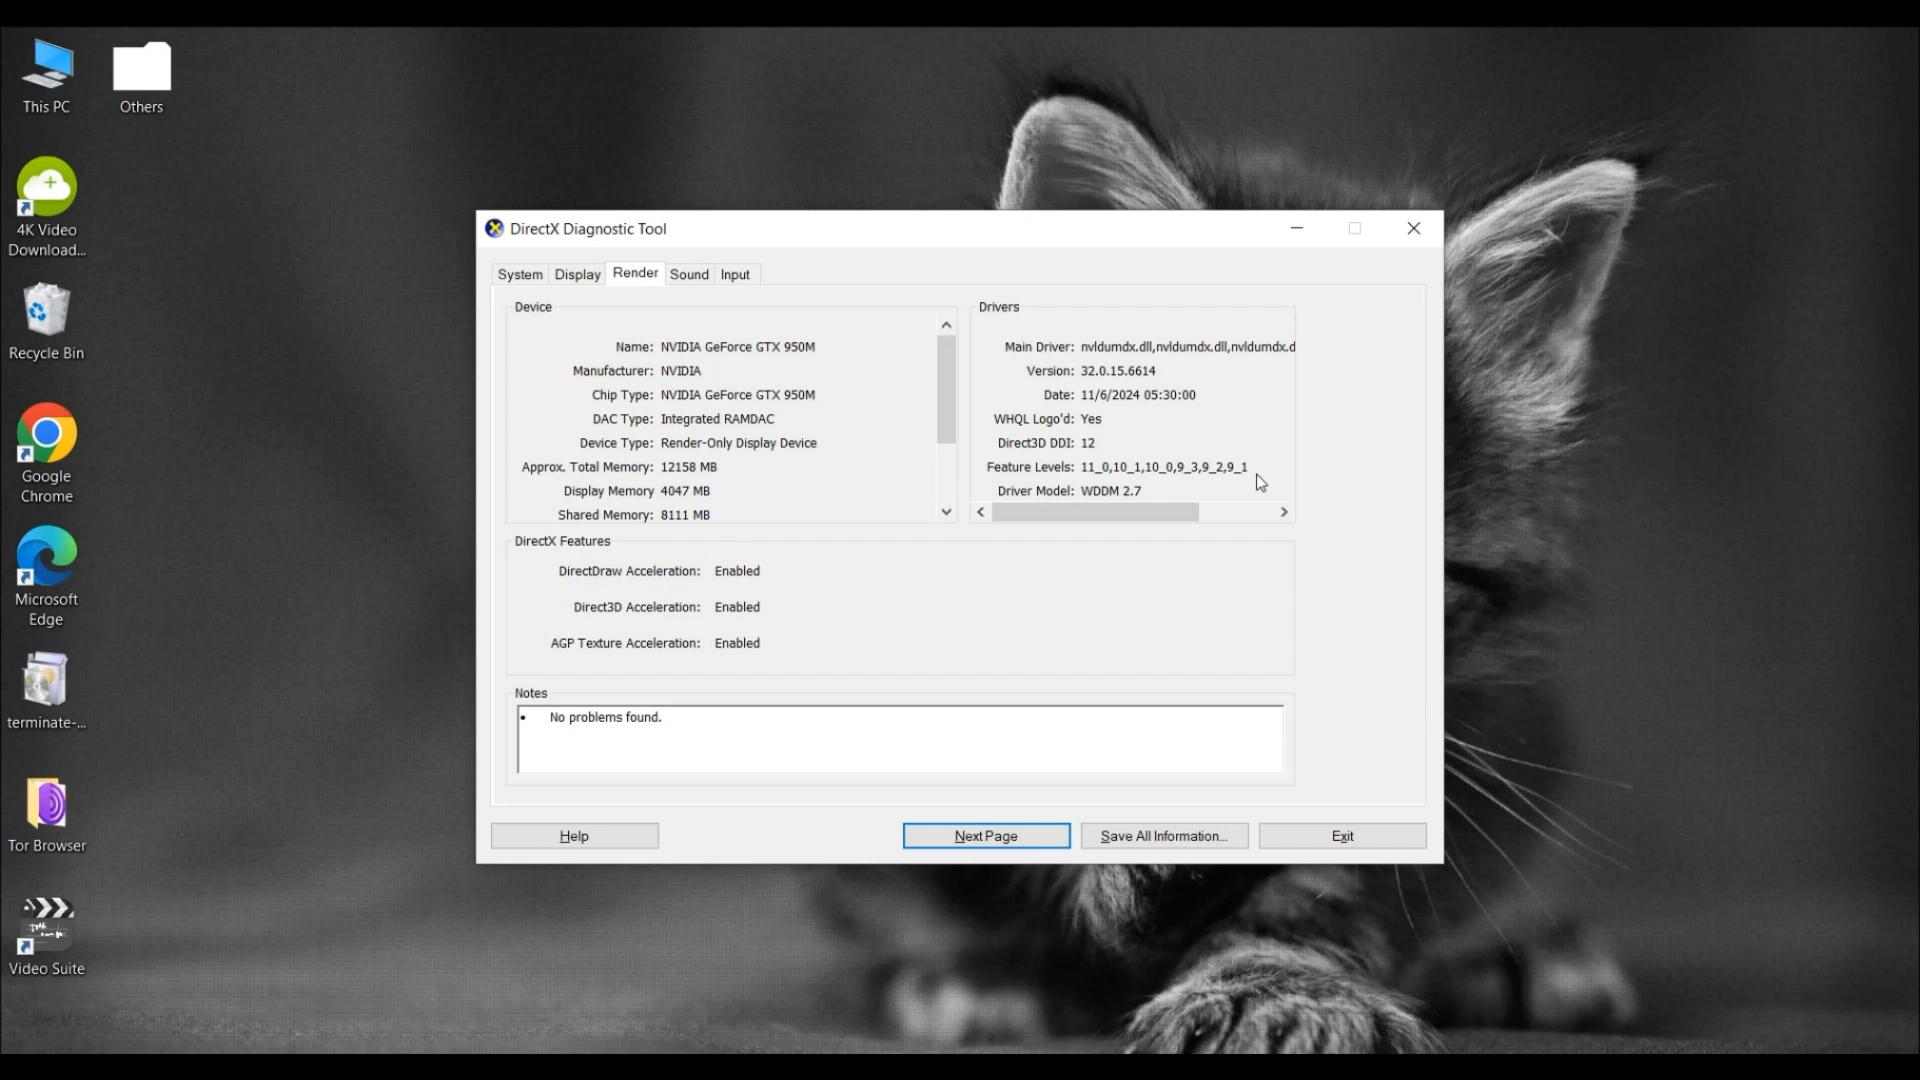 This PC
Others
4K Video
Download...
Recycle Bin
Google
Chrome
Microsoft
Edge
terminate-...
Tor Browser
Video Suite
DirectX Diagnostic Tool
System Display Render Sound Input
Device
Name: NVIDIA GeForce GTX 950M
Manufacturer: NVIDIA
Chip Type: NVIDIA GeForce GTX 950M
DAC Type: Integrated RAMDAC
Device Type: Render-Only Display Device
Approx. Total Memory: 12158 MB
Display Memory 4047 MB
Shared Memory: 8111 MB
Drivers
Main Driver: nvldumdx.dll,nvldumdx.dll,nvldumdx.d
Version: 32.0.15.6614
Date: 11/6/2024 05:30:00
WHQL Logo'd: Yes
Direct3D DDI: 12
Feature Levels: 11_0,10_1,10_0,9_3,9_2,9_1
Driver Model: WDDM 2.7
DirectX Features
DirectDraw Acceleration: Enabled
Direct3D Acceleration: Enabled
AGP Texture Acceleration: Enabled
Notes
• No problems found.
Help
Next Page
Save All Information...
Exit